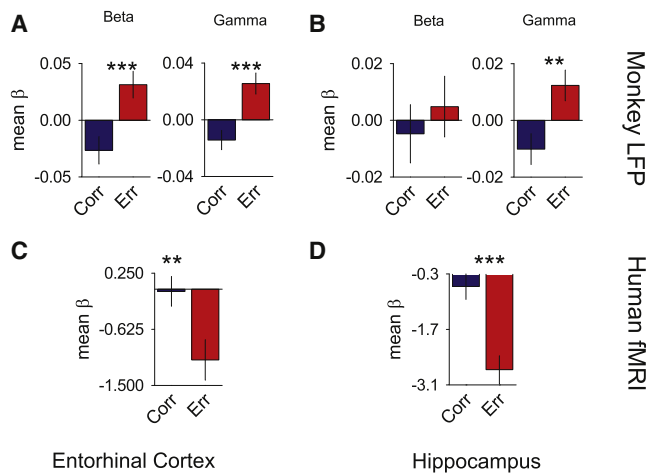 A
Beta
Gamma
B
Beta
Gamma
mean β
0.05
0.00
-0.05
***
Corr
Err
0.04
0.00
-0.04
***
Corr
Err
mean β
0.02
0.00
-0.02
Corr
Err
0.02
0.00
-0.02
**
Corr
Err
Monkey LFP
C
mean β
0.250
-0.625
-1.500
**
Corr
Err
D
mean β
-0.3
-1.7
-3.1
***
Corr
Err
Human fMRI
Entorhinal Cortex
Hippocampus